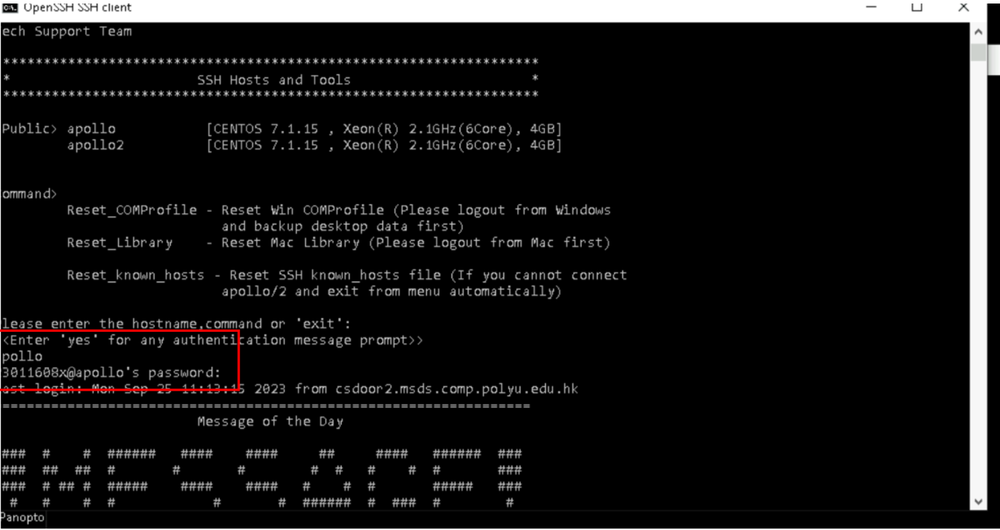 OpenSSH SSH client
ech Support Team
******************************************************************
* SSH Hosts and Tools *
******************************************************************
Public> apollo [CENTOS 7.1.15 , Xeon(R) 2.1GHz(6Core), 4GB]
apollo2 [CENTOS 7.1.15 , Xeon(R) 2.1GHz(6Core), 4GB]
ommand>
Reset_COMProfile - Reset Win COMProfile (Please logout from Windows
and backup desktop data first)
Reset_Library - Reset Mac Library (Please logout from Mac first)
Reset_known_hosts - Reset SSH known_hosts file (If you cannot connect
apollo/2 and exit from menu automatically)
lease enter the hostname,command or 'exit':
<Enter 'yes' for any authentication message prompt>>
pollo
3011608x@apollo's password:
ast login: Mon Sep 25 11:13:15 2023 from csdoor2.msds.comp.polyu.edu.hk
=================================================================
Message of the Day
### # # ###### #### #### ## #### ###### ###
### ## ## # # # # # # # # ###
### # ## # ##### #### #### # # # ##### ###
# # # # # # ###### # ### # #
Panopto